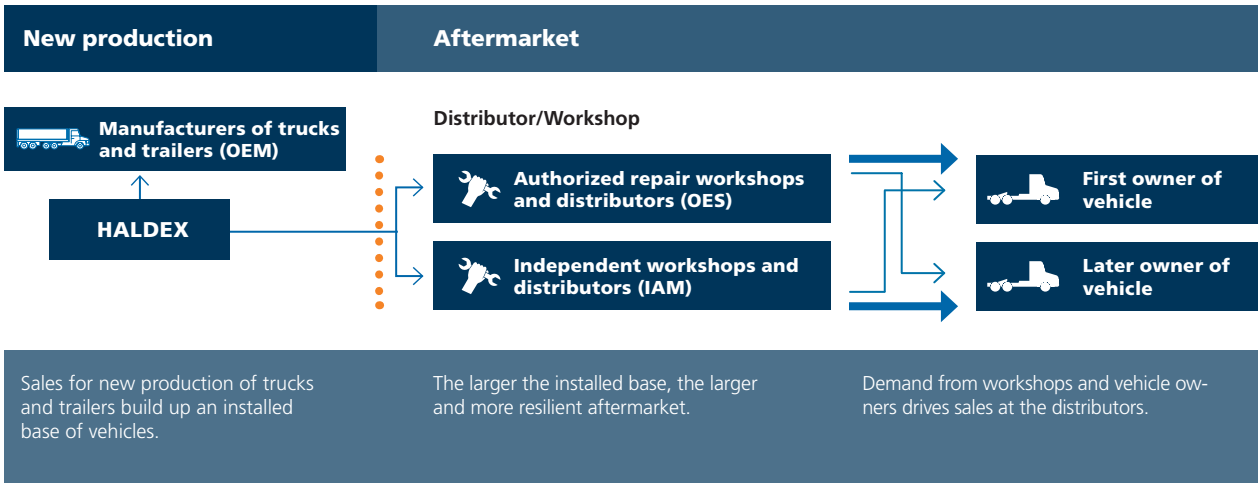 New production
Aftermarket
Manufacturers of trucks
and trailers (OEM)
HALDEX
Distributor/Workshop
Authorized repair workshops
and distributors (OES)
Independent workshops and
distributors (IAM)
First owner of
vehicle
Later owner of
vehicle
Sales for new production of trucks
and trailers build up an installed
base of vehicles.
The larger the installed base, the larger
and more resilient aftermarket.
Demand from workshops and vehicle ow-
ners drives sales at the distributors.